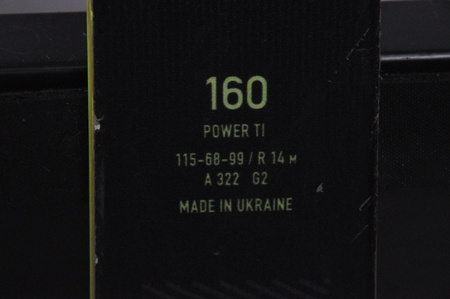 160
POWER TI
115-68-99 / R 14 M
A 322 G2
MADE IN UKRAINE